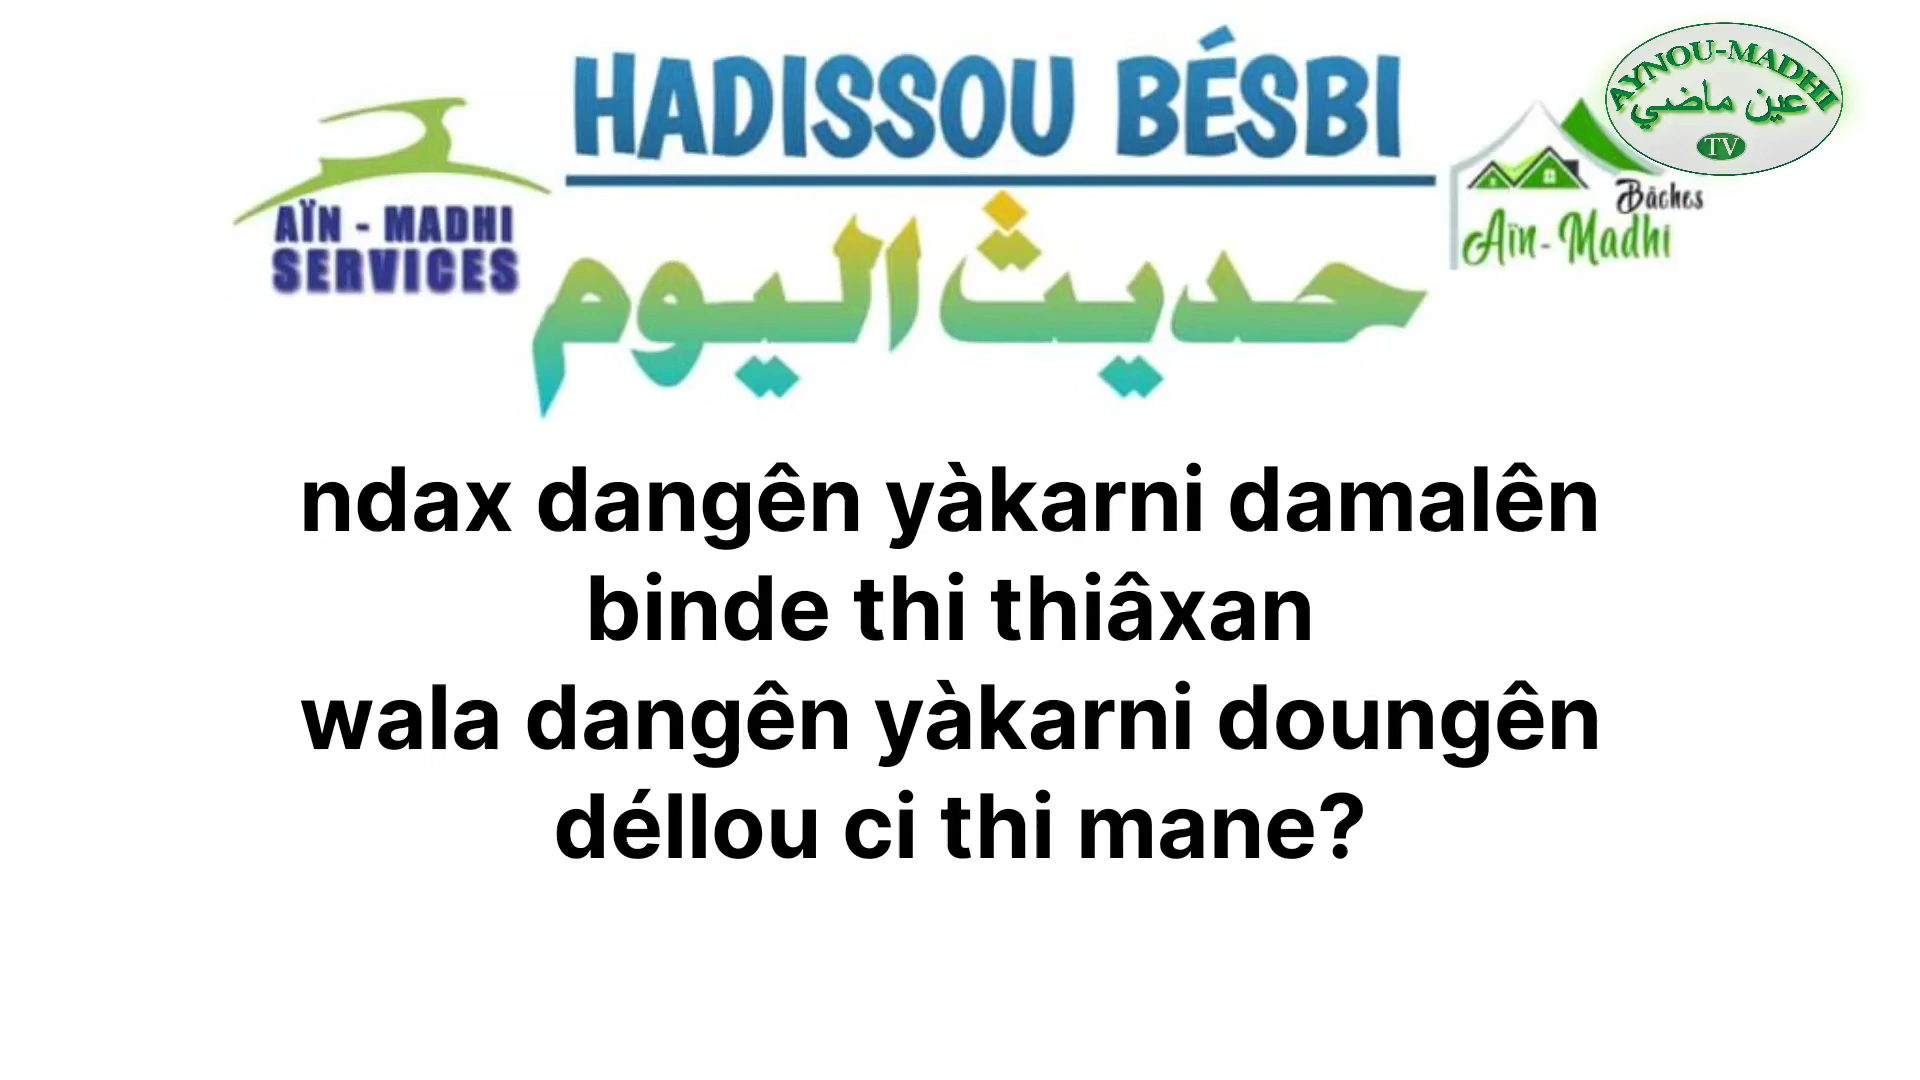 HADISSOU BÉSBI
AYNOU-MADHI
عين ماضي
TV
AÏN - MADHI
SERVICES
حديث اليوم
Bâches
Aïn-Madhi
ndax dangên yàkarni damalên
binde thi thiâxan
wala dangên yàkarni doungên
déllou ci thi mane?